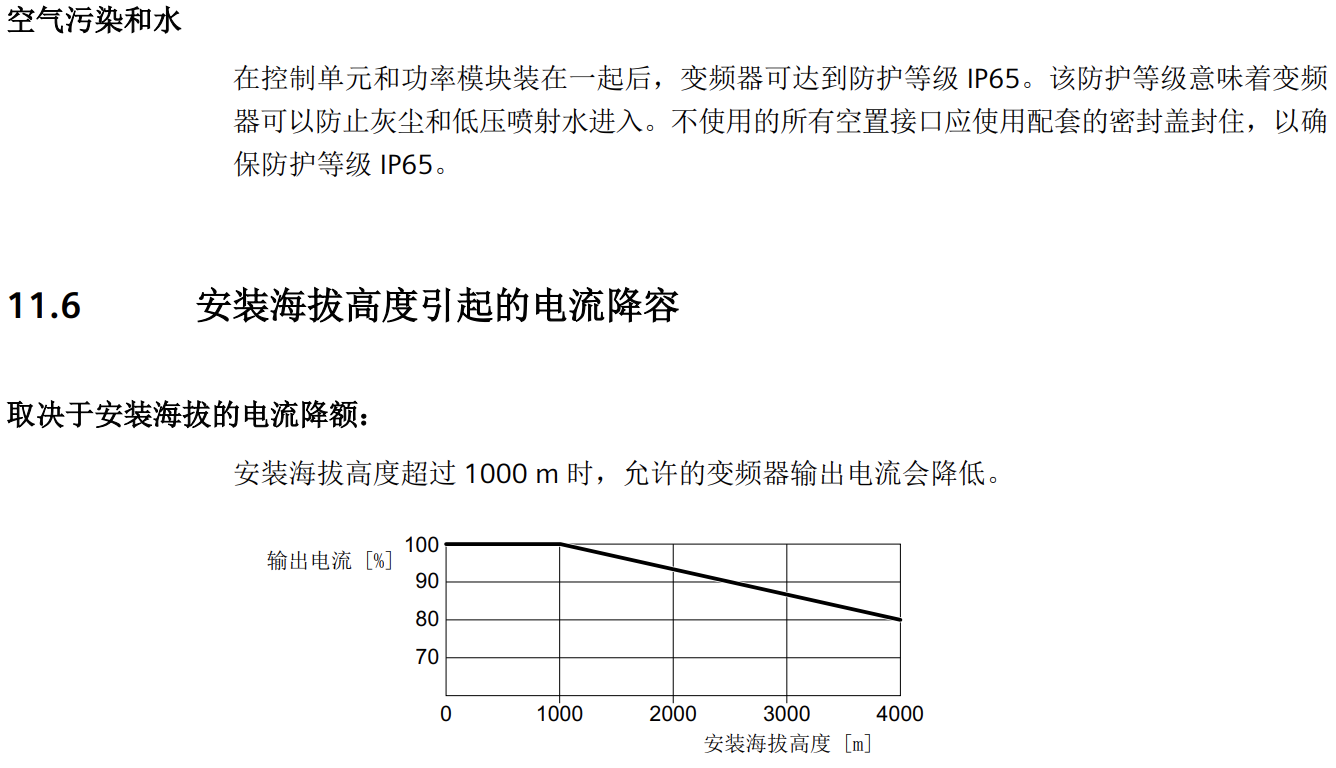 空气污染和水
在控制单元和功率模块装在一起后，变频器可达到防护等级 IP65。该防护等级意味着变频
器可以防止灰尘和低压喷射水进入。不使用的所有空置接口应使用配套的密封盖封住，以确
保防护等级 IP65。
11.6 安装海拔高度引起的电流降容
取决于安装海拔的电流降额：
安装海拔高度超过 1000 m 时，允许的变频器输出电流会降低。
输出电流 [%]
100
90
80
70
0 1000 2000 3000 4000
安装海拔高度 [m]